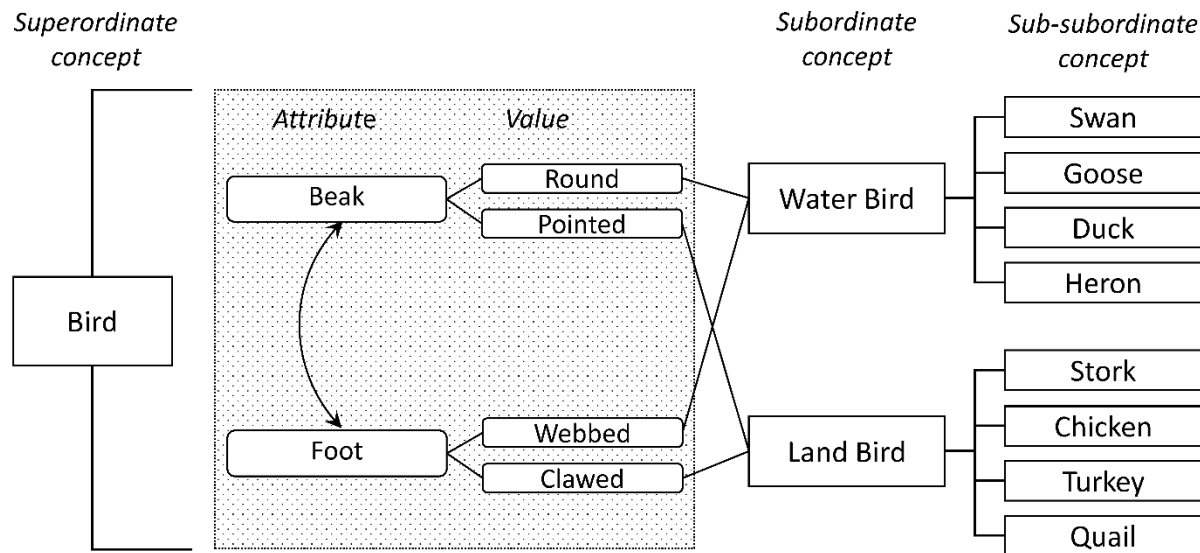 Superordinate
concept
Subordinate
concept
Sub-subordinate
concept
Attribute
Value
Bird
Beak
Round
Pointed
Foot
Webbed
Clawed
Water Bird
Land Bird
Swan
Goose
Duck
Heron
Stork
Chicken
Turkey
Quail